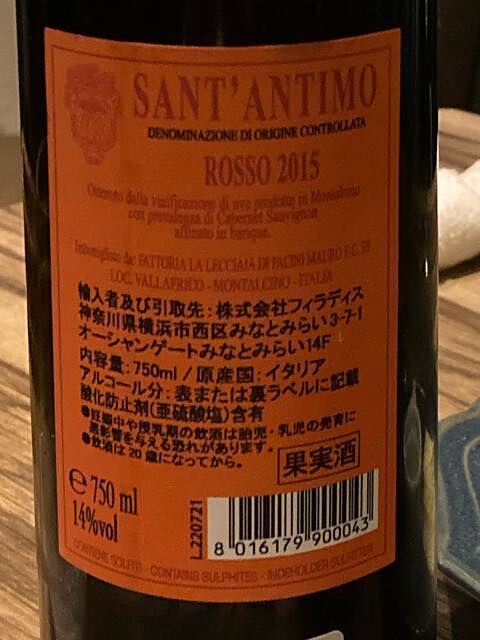 SANT'ANTIMO
DENOMINAZIONE DI ORIGINE CONTROLLATA
ROSSO 2015
Ottenuto dalla vinificazione di uve prodotte in Montalcino
con prevalenza di Cabernet Sauvignon
affinato in barrique.
Imbottigliato da: FATTORIA LA LECCIAIA DI PACINI MAURO F.C. SI
LOC. VALLAFRICO - MONTALCINO - ITALIA
輸入者及び引取先:株式会社フィラディス
神奈川県横浜市西区みなとみらい3-7-1
オーシャンゲートみなとみらい14F
内容量:750ml/原産国:イタリア
アルコール分:表または裏ラベルに記載
酸化防止剤(亜硫酸塩)含有
●妊娠中や授乳期の飲酒は胎児・乳児の発育に
悪影響を与える恐れがあります。
●飲酒は20歳になってから。
果実酒
e 750 ml
14%vol
L220721
8 016179 900043
CONTIENE SOLFITI - CONTAINS SULPHITES - INDEHOLDER SULFITTER